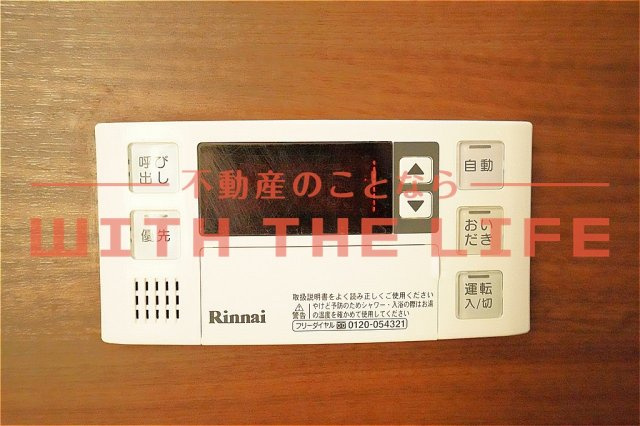 呼び
出し
自動
不動産のことなら
WITH THE LIFE
優先
おい
だき
運転
入/切
取扱説明書をよく読み正しくご使用ください
警告
やけど予防のためシャワー・入浴の際はお湯
の温度を確かめて使用してください
Rinnai
フリーダイヤル 0120-054321